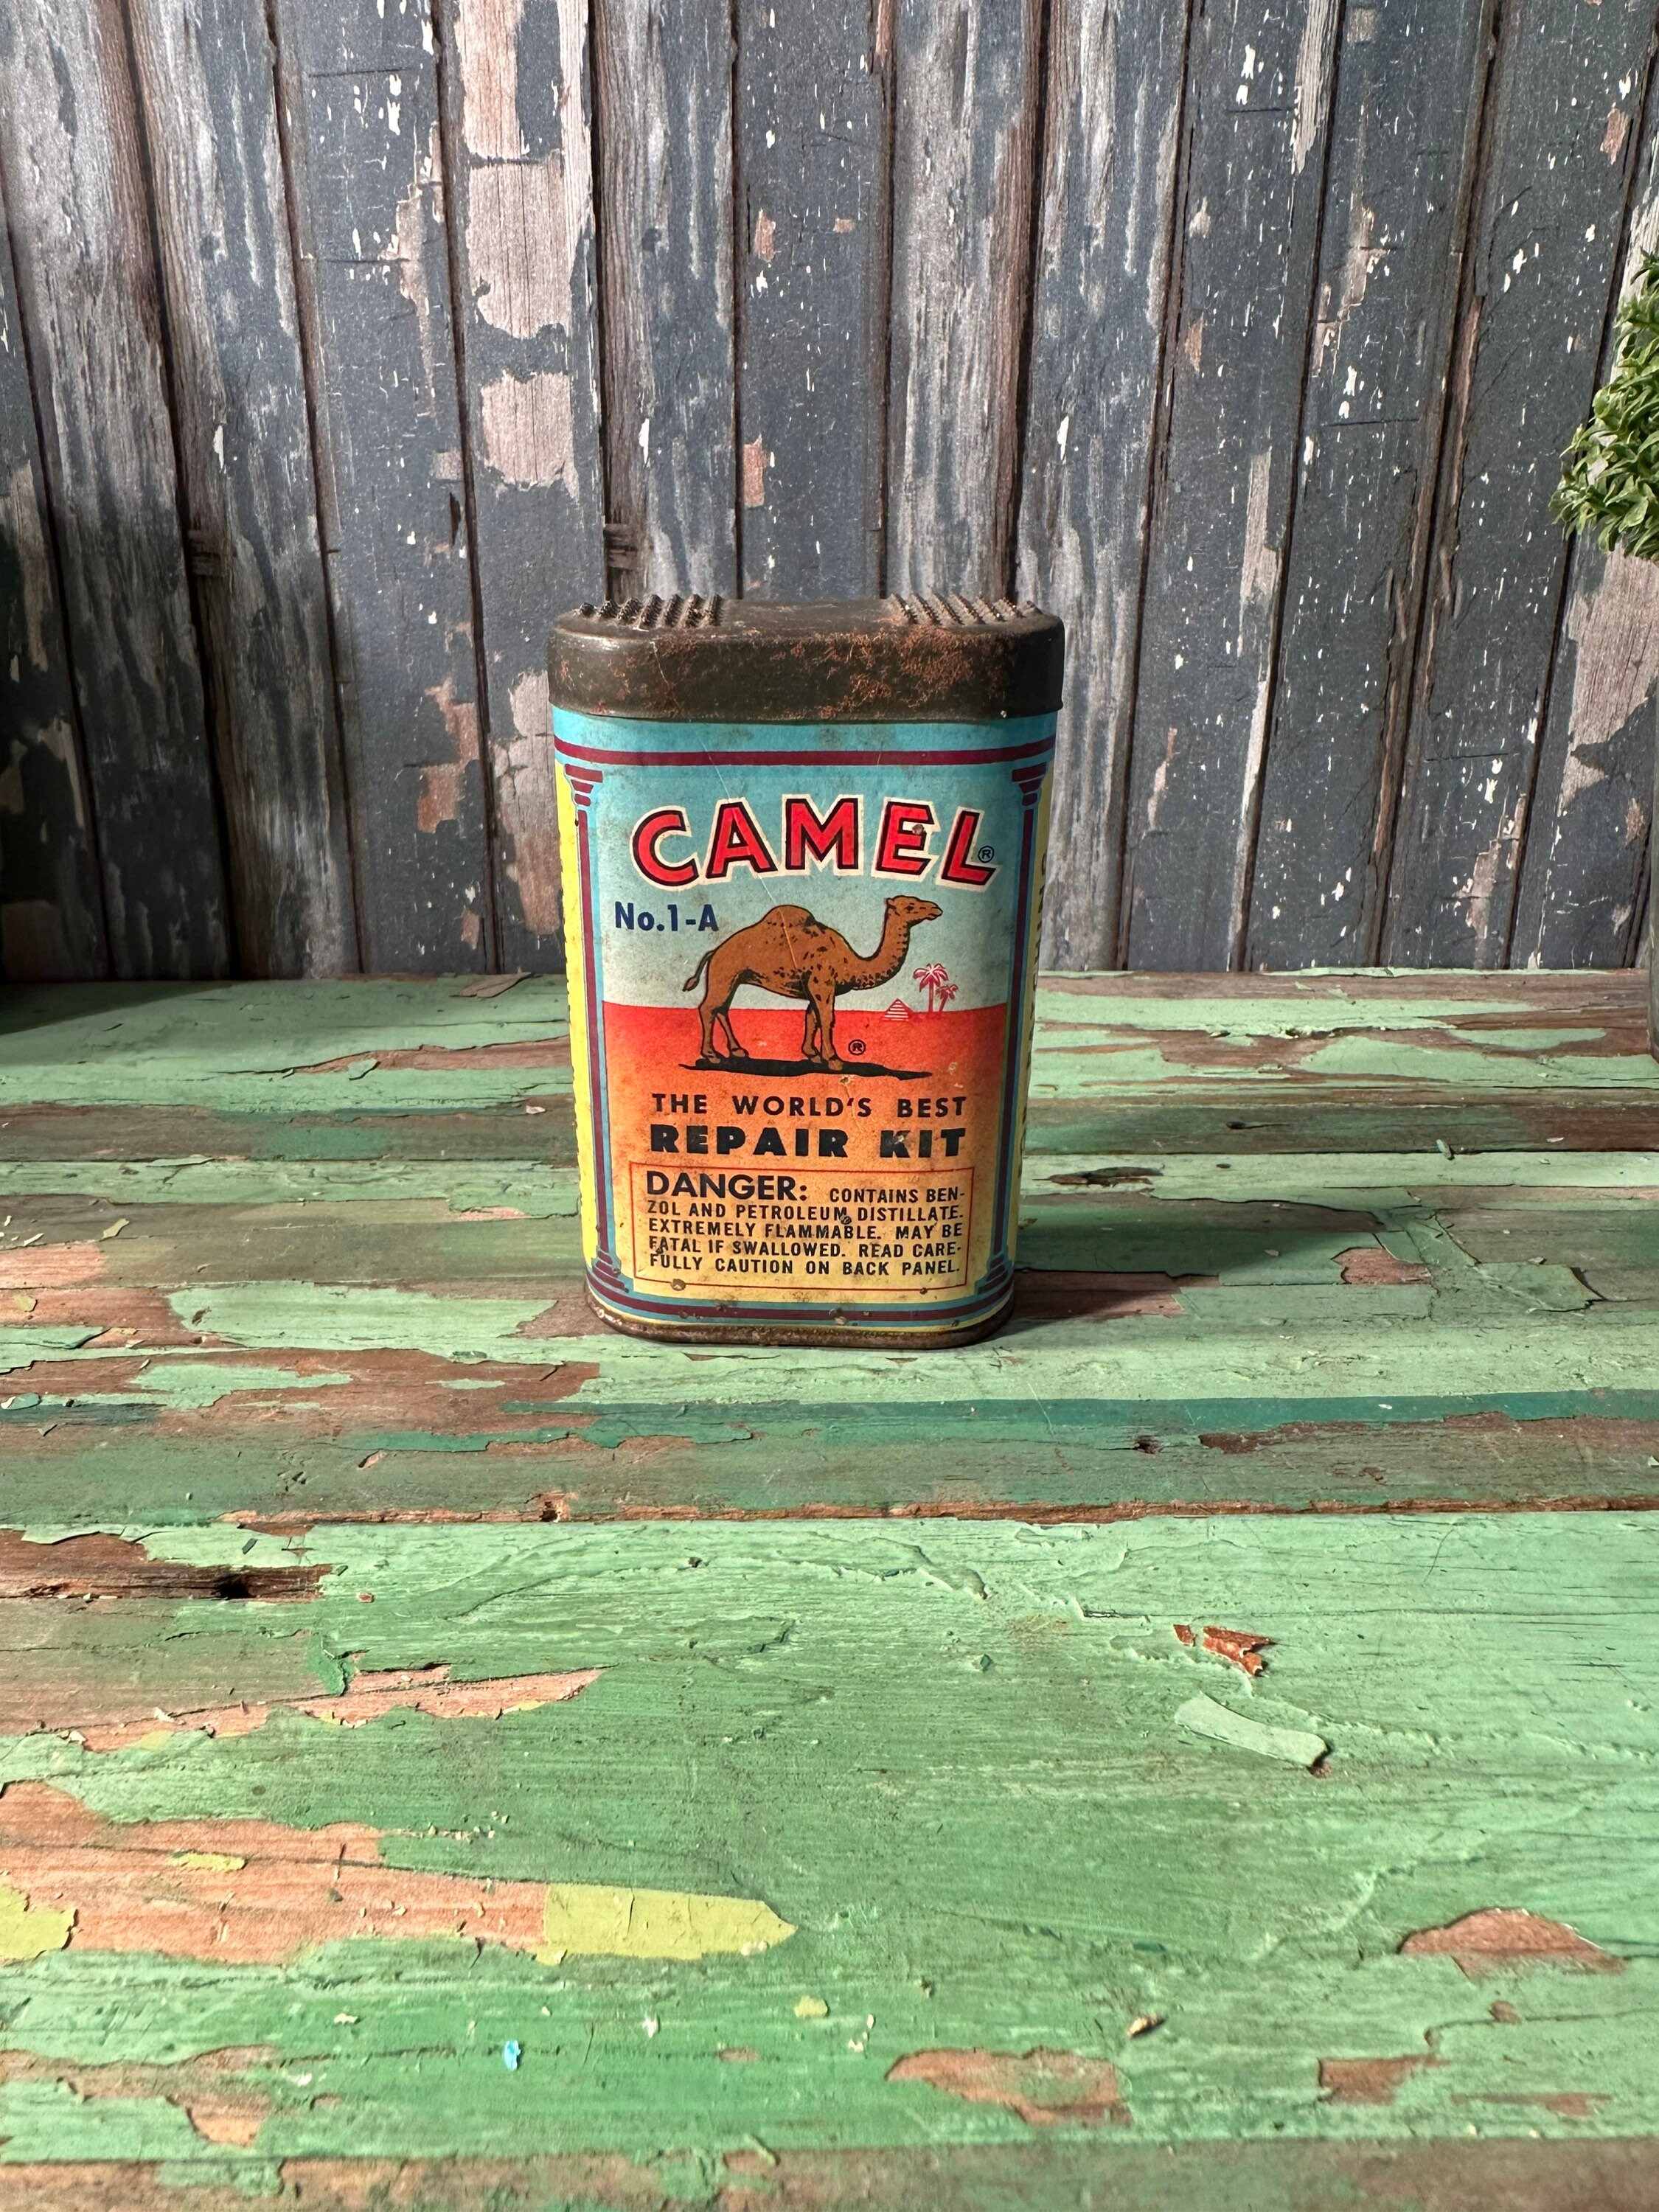 CAMEL®
No.1-A
®
THE WORLD'S BEST
REPAIR KIT
DANGER: CONTAINS BEN-
ZOL AND PETROLEUM DISTILLATE.
EXTREMELY FLAMMABLE. MAY BE
FATAL IF SWALLOWED. READ CARE-
FULLY CAUTION ON BACK PANEL.